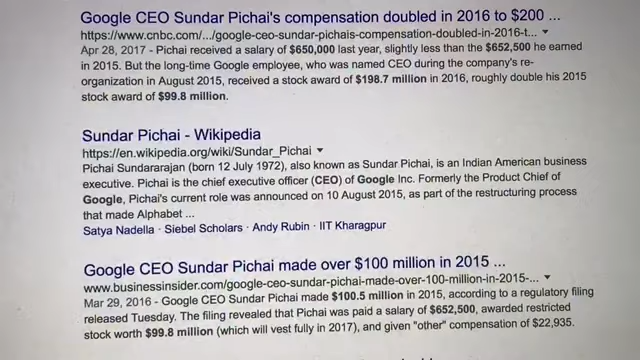 Google CEO Sundar Pichai's compensation doubled in 2016 to $200 ...
https://www.cnbc.com/.../google-ceo-sundar-pichais-compensation-doubled-in-2016-t... ▼
Apr 28, 2017 - Pichai received a salary of $650,000 last year, slightly less than the $652,500 he earned
in 2015. But the long-time Google employee, who was named CEO during the company's re-
organization in August 2015, received a stock award of $198.7 million in 2016, roughly double his 2015
stock award of $99.8 million.
Sundar Pichai - Wikipedia
https://en.wikipedia.org/wiki/Sundar_Pichai ▼
Pichai Sundararajan (born 12 July 1972), also known as Sundar Pichai, is an Indian American business
executive. Pichai is the chief executive officer (CEO) of Google Inc. Formerly the Product Chief of
Google, Pichai's current role was announced on 10 August 2015, as part of the restructuring process
that made Alphabet ...
Satya Nadella · Siebel Scholars · Andy Rubin · IIT Kharagpur
Google CEO Sundar Pichai made over $100 million in 2015 ...
www.businessinsider.com/google-ceo-sundar-pichai-made-over-100-million-in-2015-... ▼
Mar 29, 2016 - Google CEO Sundar Pichai made $100.5 million in 2015, according to a regulatory filing
released Tuesday. The filing revealed that Pichai was paid a salary of $652,500, awarded restricted
stock worth $99.8 million (which will vest fully in 2017), and given "other" compensation of $22,935.